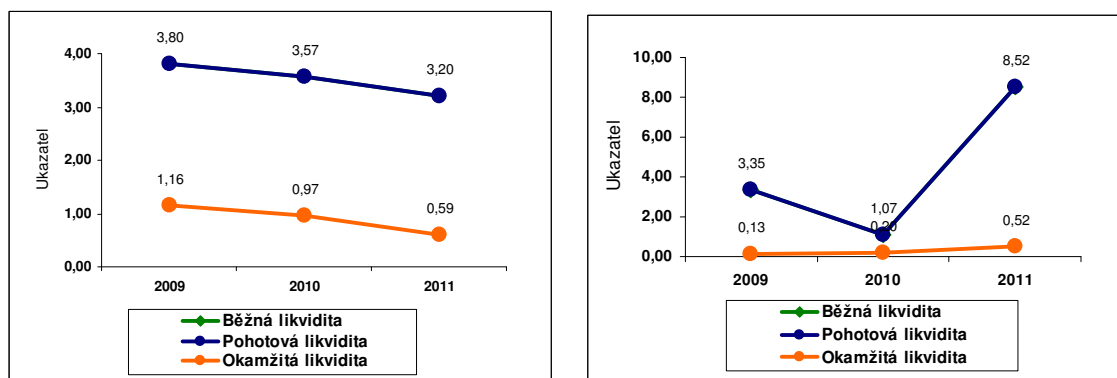 3,80
3,57
3,20
4,00
3,00
2,00
1,00
0,00
Ukazatel
1,16
0,97
0,59
2009 2010 2011
Běžná likvidita
Pohotová likvidita
Okamžitá likvidita
10,00
8,00
6,00
4,00
2,00
0,00
Ukazatel
8,52
3,35
1,07
0,13
0,20
0,52
2009 2010 2011
Běžná likvidita
Pohotová likvidita
Okamžitá likvidita